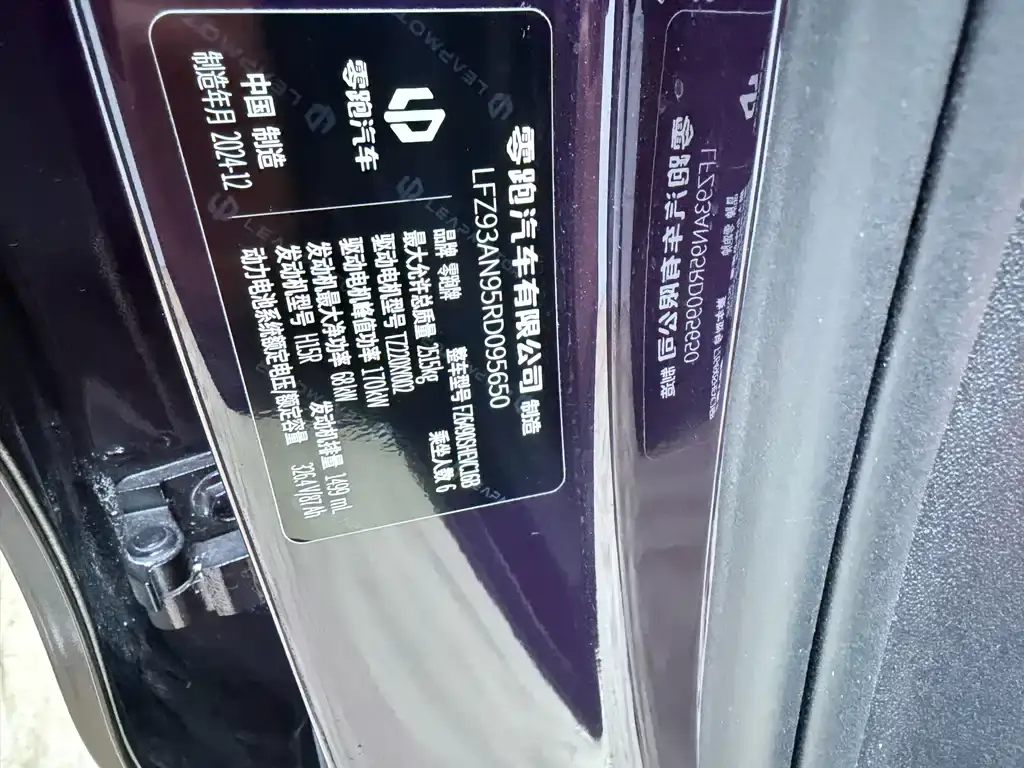 零跑汽车有限公司 制造
LFZ93AN95RD095650
品牌 零跑牌 整车型号 FZ6490SHEVC16B
最大允许总质量 2515kg 乘坐人数 6
驱动电机型号 TZ220XY002
驱动电机峰值功率 170kW
发动机最大净功率 68kW 发动机排量 1499 mL
发动机型号 H15R
动力电池系统额定电压/额定容量 326.4V/87Ah
零跑汽车
中国 制造
制造年月 2024-12
LEAPMOTOR